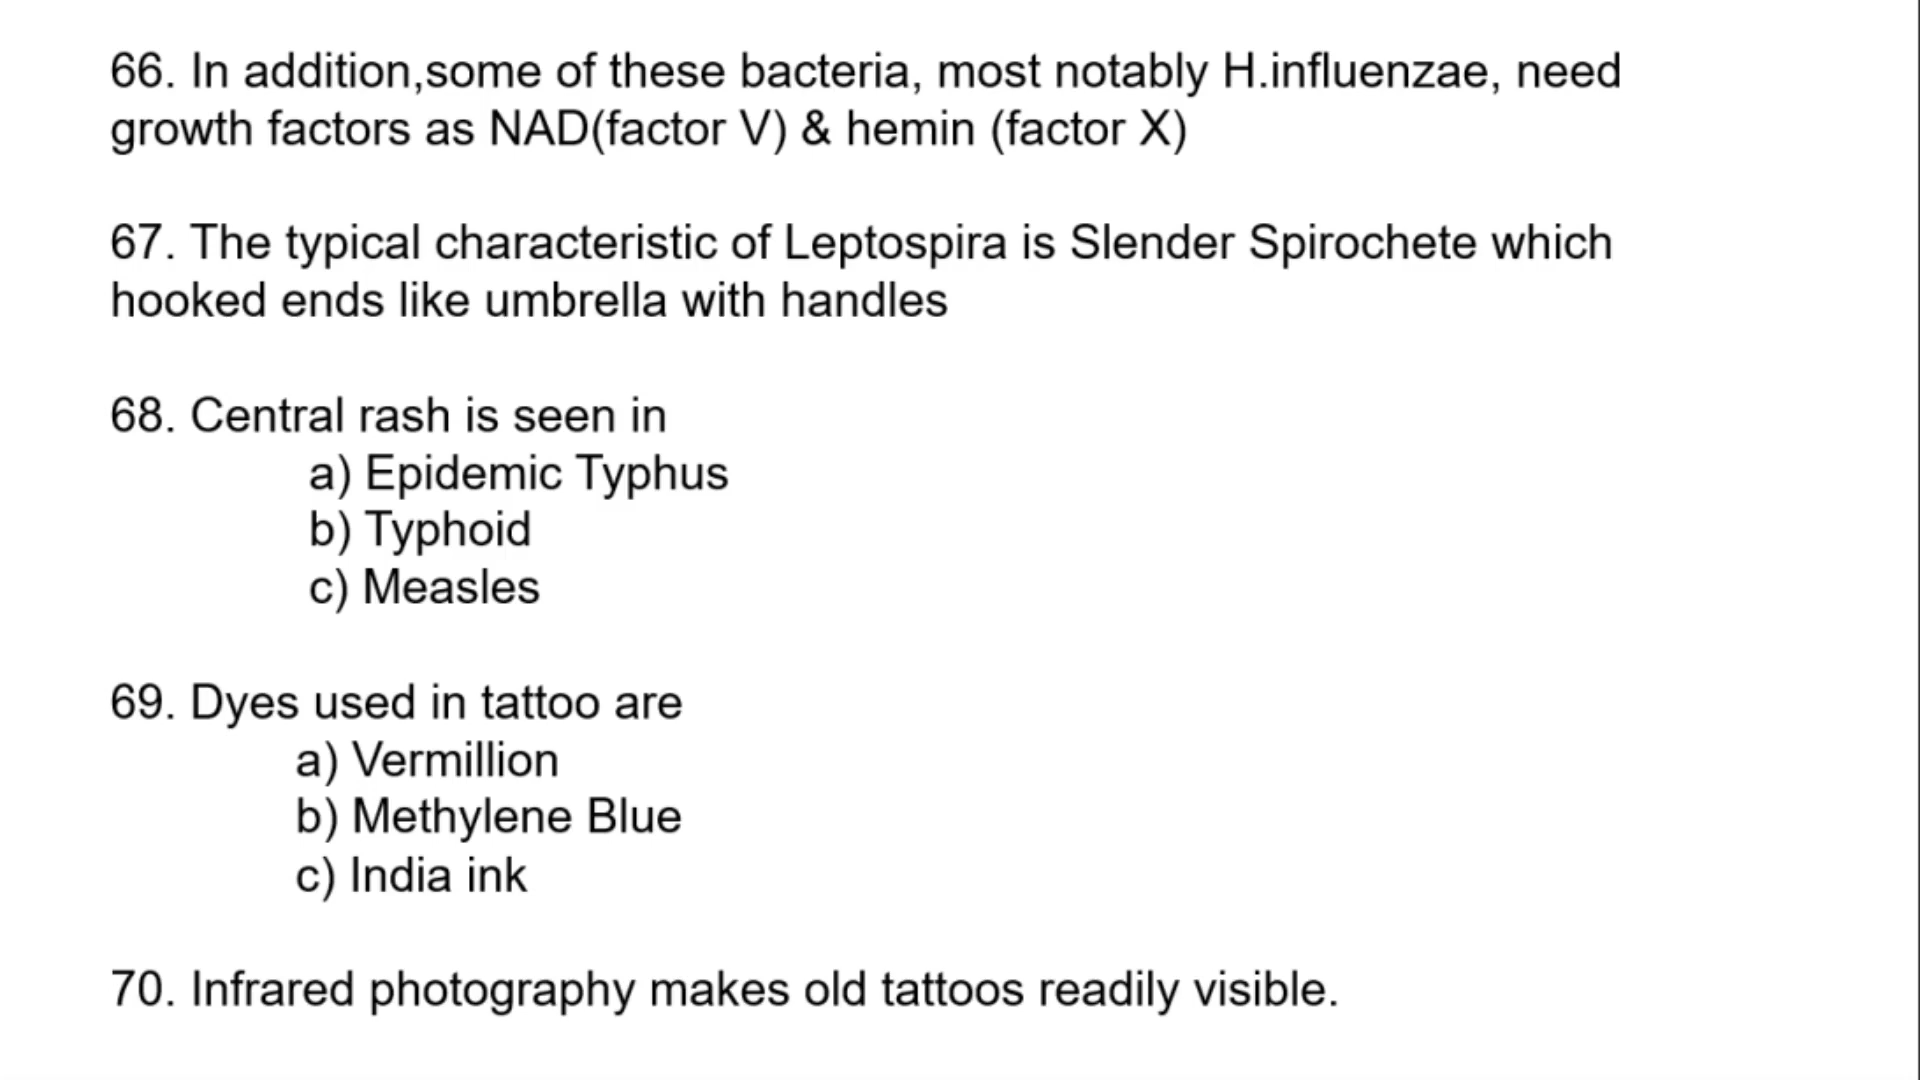 66. In addition,some of these bacteria, most notably H.influenzae, need
growth factors as NAD(factor V) & hemin (factor X)
67. The typical characteristic of Leptospira is Slender Spirochete which
hooked ends like umbrella with handles
68. Central rash is seen in
a) Epidemic Typhus
b) Typhoid
c) Measles
69. Dyes used in tattoo are
a) Vermillion
b) Methylene Blue
c) India ink
70. Infrared photography makes old tattoos readily visible.